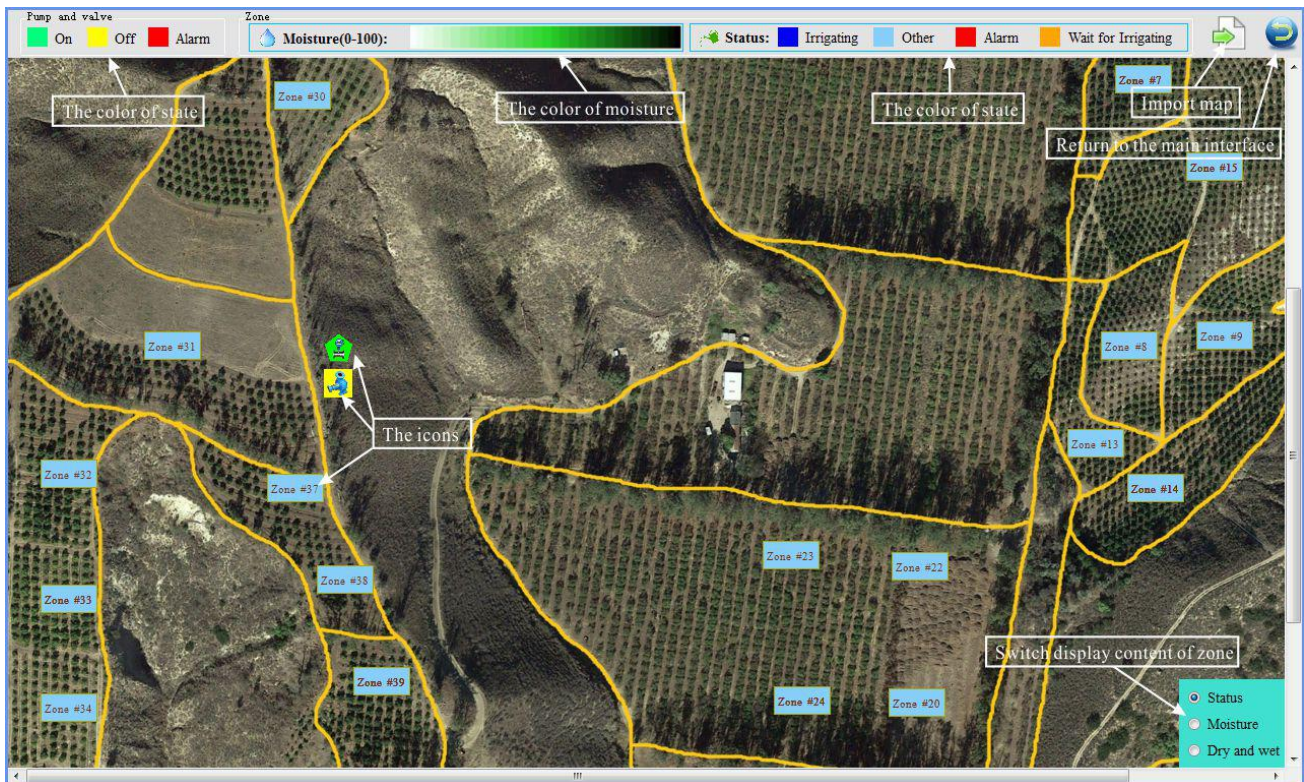 Pump and valve
On
Off
Alarm
Zone
Moisture(0-100):
Status:
Irrigating
Other
Alarm
Wait for Irrigating
The color of state
Zone #30
The color of moisture
The color of state
Zone #7
Import map
Return to the main interface
Zone #15
Zone #31
Zone #8
Zone #9
The icons
Zone #13
Zone #32
Zone #37
Zone #14
Zone #23
Zone #22
Zone #38
Zone #33
Switch display content of zone
Zone #39
Zone #34
Zone #24
Zone #20
Status
Moisture
Dry and wet